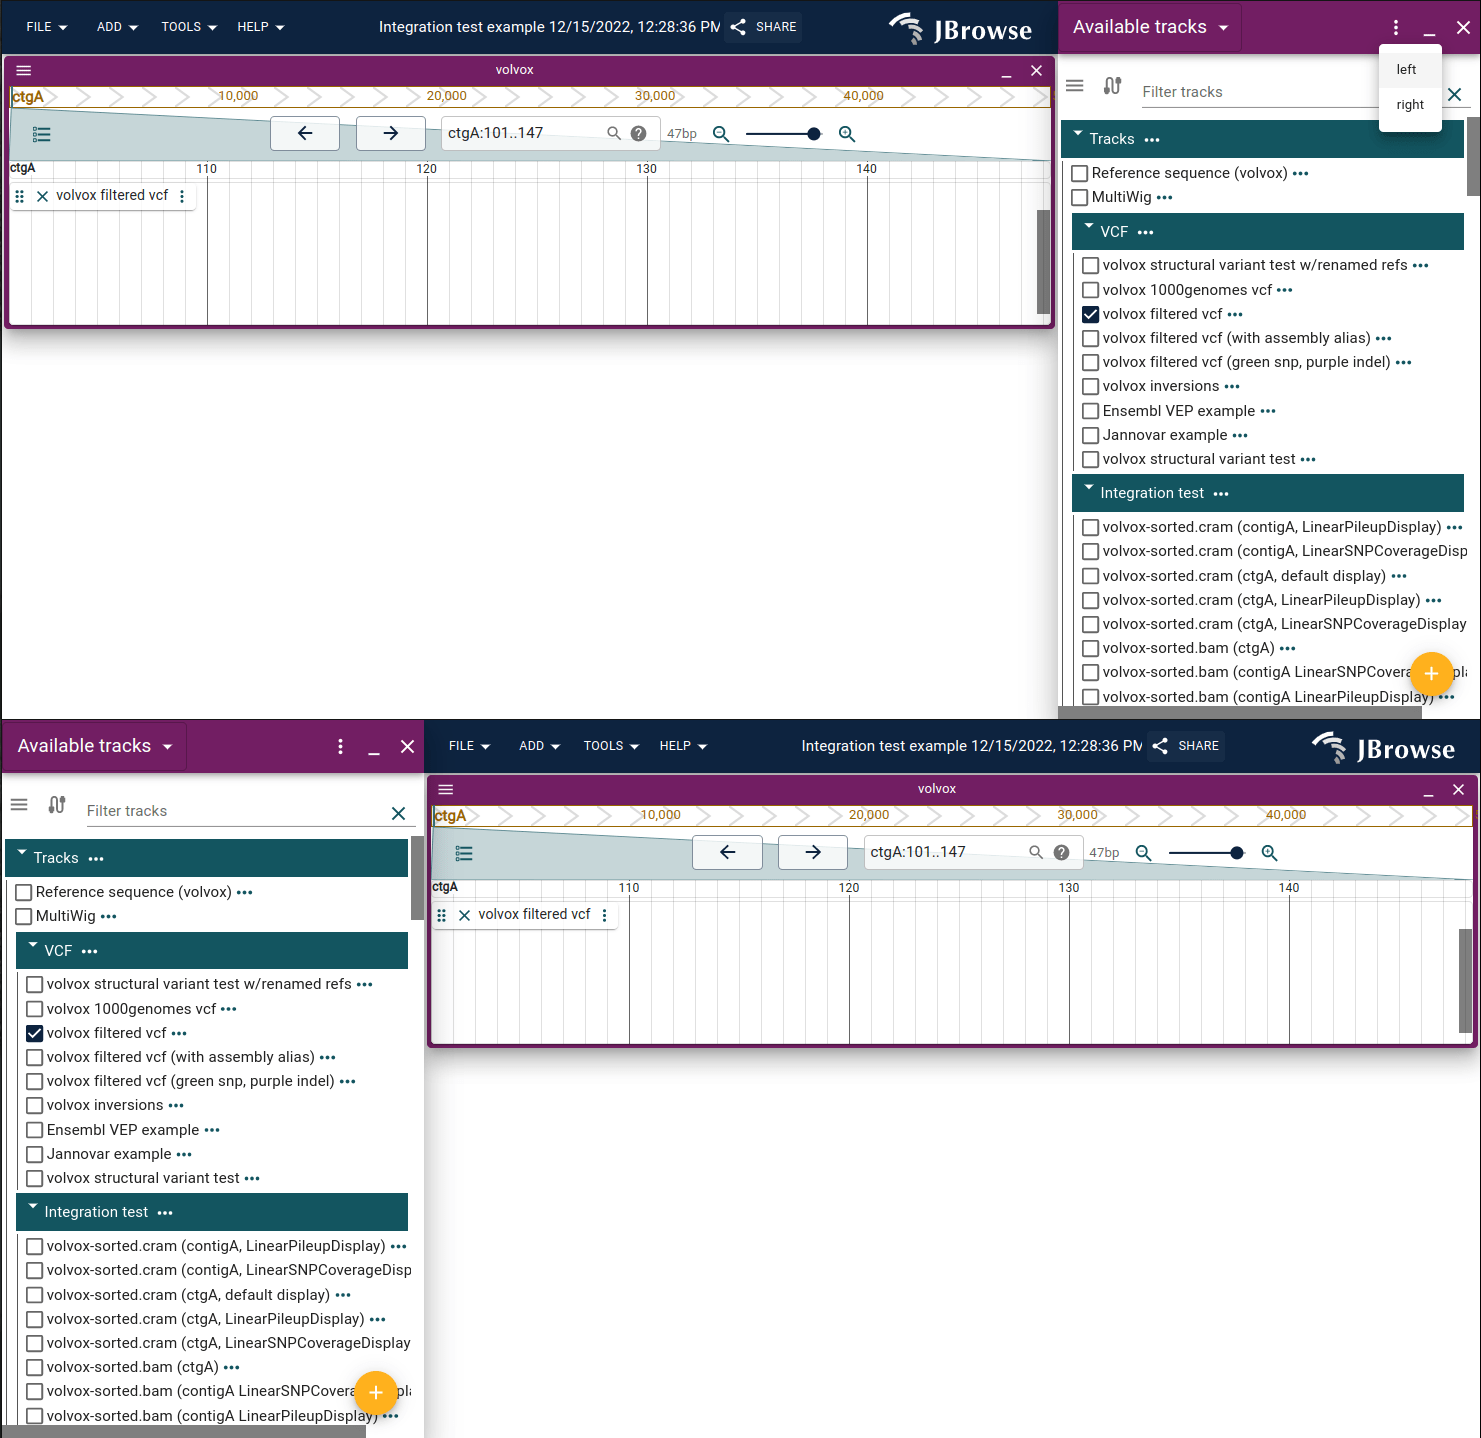 FILE ADD TOOLS HELP Integration test example 12/15/2022, 12:28:36 PM SHARE JBrowse
Available tracks
left
right
volvox
ctgA 10,000 20,000 30,000 40,000
ctgA:101..147 47bp
ctgA 110 120 130 140
volvox filtered vcf
Filter tracks
Tracks
Reference sequence (volvox)
MultiWig
VCF
volvox structural variant test w/renamed refs
volvox 1000genomes vcf
volvox filtered vcf
volvox filtered vcf (with assembly alias)
volvox filtered vcf (green snp, purple indel)
volvox inversions
Ensembl VEP example
Jannovar example
volvox structural variant test
Integration test
volvox-sorted.cram (contigA, LinearPileupDisplay)
volvox-sorted.cram (contigA, LinearSNPCoverageDisp
volvox-sorted.cram (ctgA, default display)
volvox-sorted.cram (ctgA, LinearPileupDisplay)
volvox-sorted.cram (ctgA, LinearSNPCoverageDisplay
volvox-sorted.bam (ctgA)
volvox-sorted.bam (contigA LinearSNPCovera
volvox-sorted.bam (contigA LinearPileupDisplay)
Available tracks
Filter tracks
Tracks
Reference sequence (volvox)
MultiWig
VCF
volvox structural variant test w/renamed refs
volvox 1000genomes vcf
volvox filtered vcf
volvox filtered vcf (with assembly alias)
volvox filtered vcf (green snp, purple indel)
volvox inversions
Ensembl VEP example
Jannovar example
volvox structural variant test
Integration test
volvox-sorted.cram (contigA, LinearPileupDisplay)
volvox-sorted.cram (contigA, LinearSNPCoverageDisp
volvox-sorted.cram (ctgA, default display)
volvox-sorted.cram (ctgA, LinearPileupDisplay)
volvox-sorted.cram (ctgA, LinearSNPCoverageDisplay
volvox-sorted.bam (ctgA)
volvox-sorted.bam (contigA LinearSNPCovera
volvox-sorted.bam (contigA LinearPileupDisplay)
FILE ADD TOOLS HELP Integration test example 12/15/2022, 12:28:36 PM SHARE JBrowse
volvox
ctgA 10,000 20,000 30,000 40,000
ctgA:101..147 47bp
ctgA 110 120 130 140
volvox filtered vcf